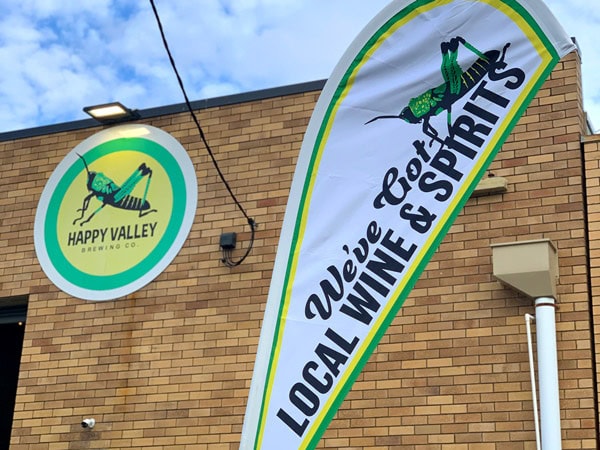 HAPPY VALLEY
BREWING CO.
We've Got
LOCAL WINE & SPIRITS